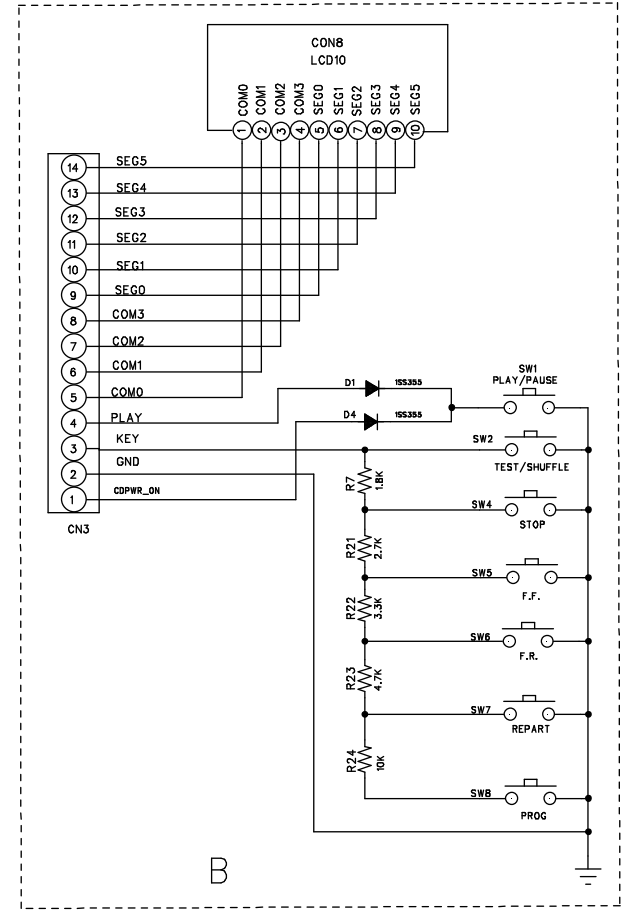 CON8
LCD10
COM0
COM1
COM2
COM3
SEG0
SEG1
SEG2
SEG3
SEG4
SEG5
1 2 3 4 5 6 7 8 9 10
14 SEG5
13 SEG4
12 SEG3
11 SEG2
10 SEG1
9 SEG0
8 COM3
7 COM2
6 COM1
5 COM0
4 PLAY
3 KEY
2 GND
1 CDPWR_ON
CN3
D1 1SS355
D4 1SS355
SW1
PLAY/PAUSE
SW2
TEST/SHUFFLE
R7
1.8K
SW4
STOP
R21
2.7K
SW5
F.F.
R22
3.3K
SW6
F.R.
R23
4.7K
SW7
REPART
R24
10K
SW8
PROG
B